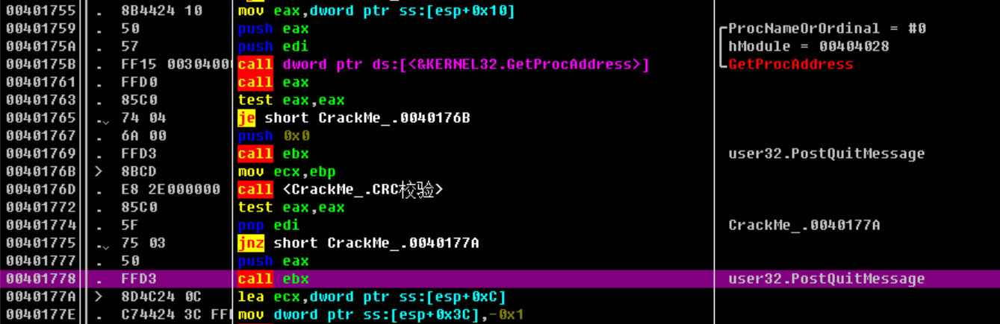 00401755 . 8B4424 10 mov eax,dword ptr ss:[esp+0x10]
00401759 . 50 push eax ProcNameOrOrdinal = #0
0040175A . 57 push edi hModule = 00404028
0040175B . FF15 0030400 call dword ptr ds:[<&KERNEL32.GetProcAddress>] GetProcAddress
00401761 . FFD0 call eax
00401763 . 85C0 test eax,eax
00401765 .⌄ 74 04 je short CrackMe_.0040176B
00401767 . 6A 00 push 0x0
00401769 . FFD3 call ebx user32.PostQuitMessage
0040176B > 8BCD mov ecx,ebp
0040176D . E8 2E000000 call <CrackMe_.CRC校验>
00401772 . 85C0 test eax,eax
00401774 . 5F pop edi CrackMe_.0040177A
00401775 .⌄ 75 03 jnz short CrackMe_.0040177A
00401777 . 50 push eax
00401778 . FFD3 call ebx user32.PostQuitMessage
0040177A > 8D4C24 0C lea ecx,dword ptr ss:[esp+0xC]
0040177E . C74424 3C FF mov dword ptr ss:[esp+0x3C],-0x1